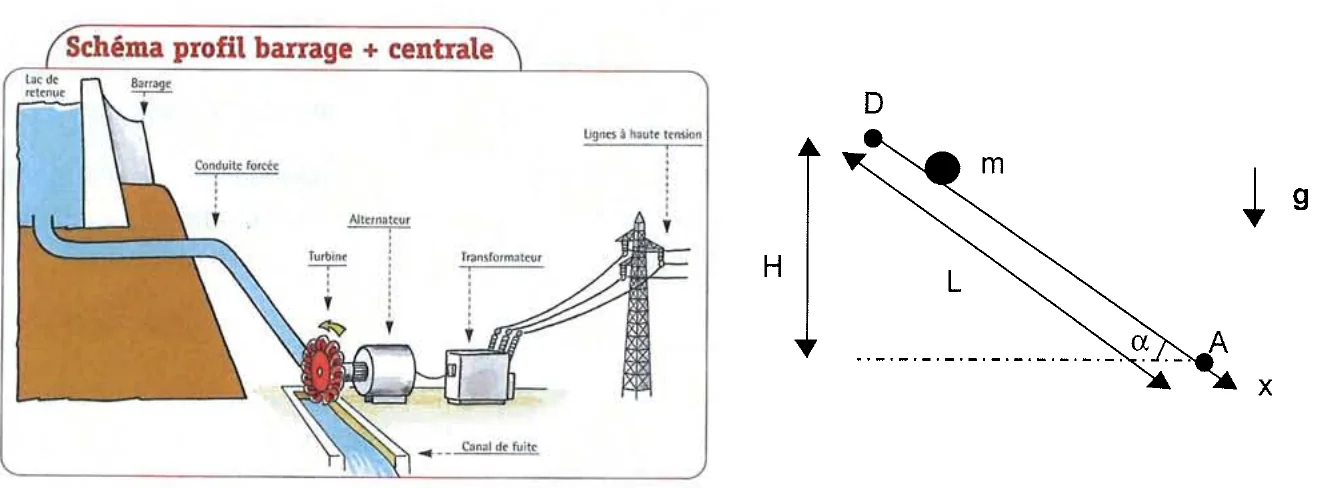 Schéma profil barrage + centrale
Lac de
retenue
Barrage
Lignes à haute tension
Conduite forcée
Alternateur
Turbine
Transformateur
Canal de fuite
D
m
g
H
L
α
A
x